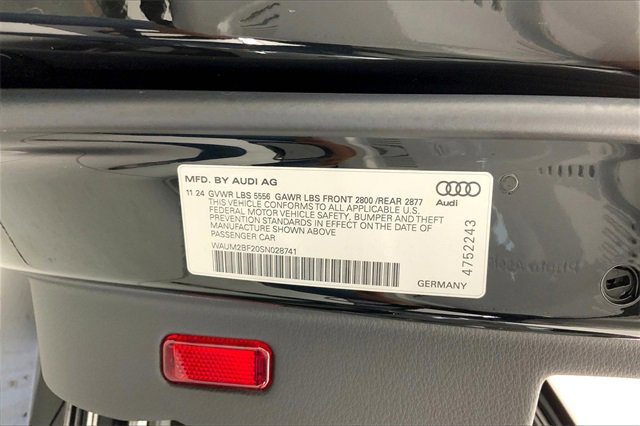 MFD. BY AUDI AG
11 24 GVWR LBS 5556 GAWR LBS FRONT 2800 /REAR 2877
THIS VEHICLE CONFORMS TO ALL APPLICABLE U.S.
FEDERAL MOTOR VEHICLE SAFETY, BUMPER AND THEFT
PREVENTION STANDARDS IN EFFECT ON THE DATE OF
MANUFACTURE SHOWN ABOVE
PASSENGER CAR
WAUM2BF20SN028741
Audi
4752243
GERMANY